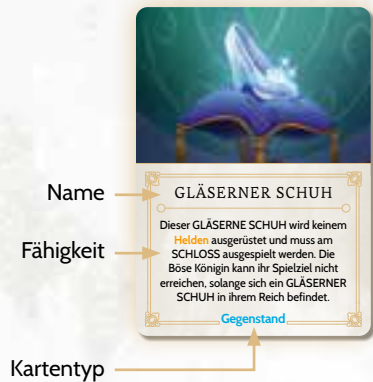 Name
GLÄSERNER SCHUH
Fähigkeit
Dieser GLÄSERNE SCHUH wird keinem
Helden ausgerüstet und muss am
SCHLOSS ausgespielt werden. Die
Böse Königin kann ihr Spielziel nicht
erreichen, solange sich ein GLÄSERNER
SCHUH in ihrem Reich befindet.
Gegenstand
Kartentyp